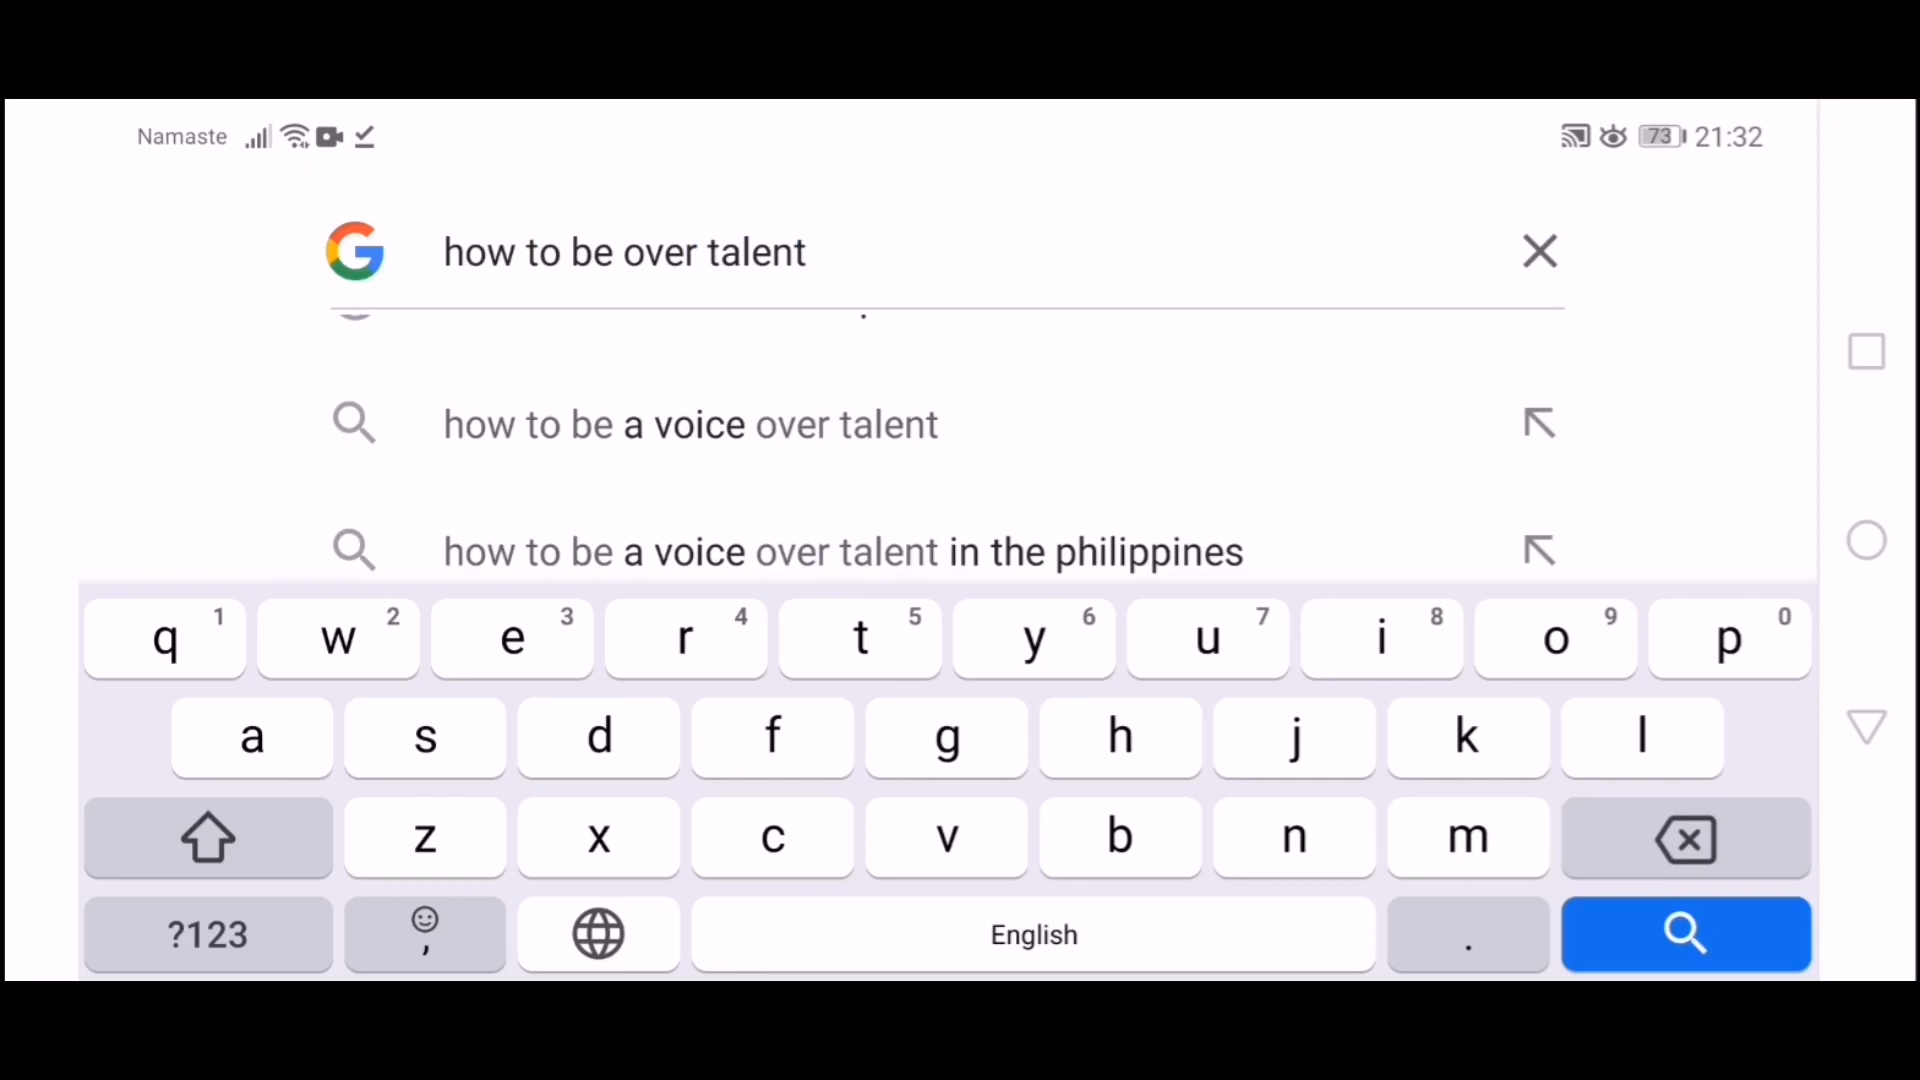 Namaste 73 21:32
how to be over talent
how to be a voice over talent
how to be a voice over talent in the philippines
q 1 w 2 e 3 r 4 t 5 y 6 u 7 i 8 o 9 p 0
a s d f g h j k l
z x c v b n m
?123 , English .